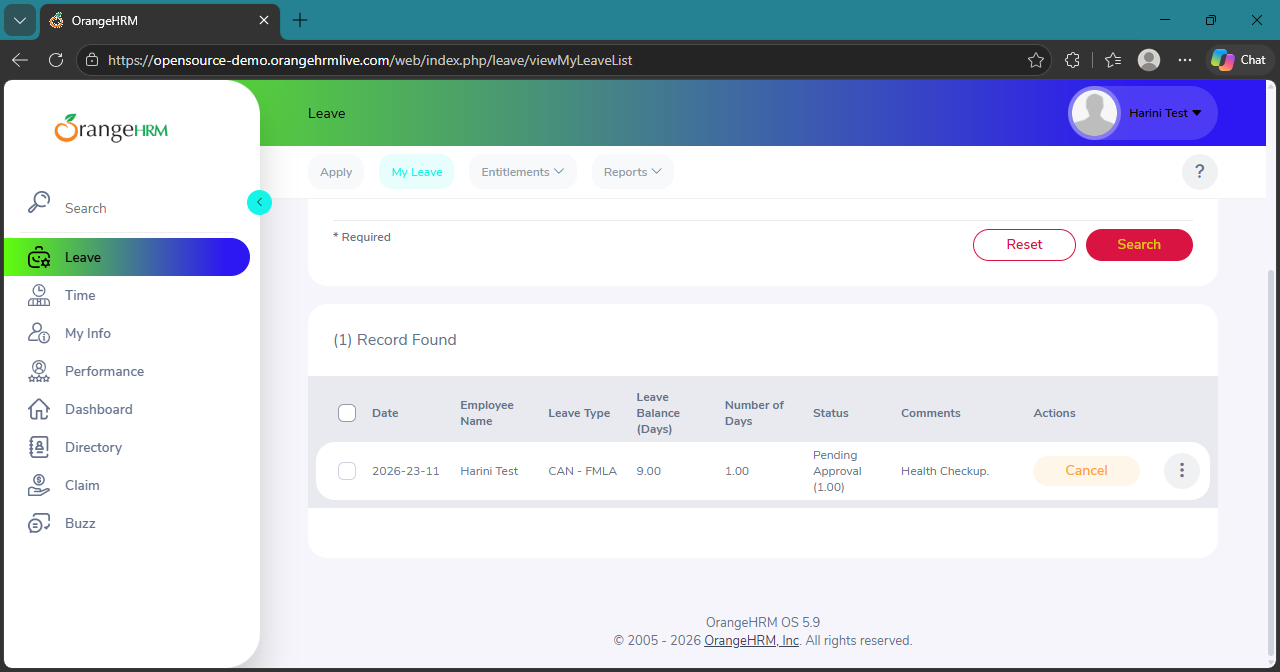 OrangeHRM
https://opensource-demo.orangehrmlive.com/web/index.php/leave/viewMyLeaveList
Chat
OrangeHRM
Leave
Harini Test
Apply
My Leave
Entitlements
Reports
?
Search
Leave
Time
My Info
Performance
Dashboard
Directory
Claim
Buzz
* Required
Reset
Search
(1) Record Found
Date
Employee Name
Leave Type
Leave Balance (Days)
Number of Days
Status
Comments
Actions
2026-23-11
Harini Test
CAN - FMLA
9.00
1.00
Pending Approval (1.00)
Health Checkup.
Cancel
OrangeHRM OS 5.9
© 2005 - 2026 OrangeHRM, Inc. All rights reserved.